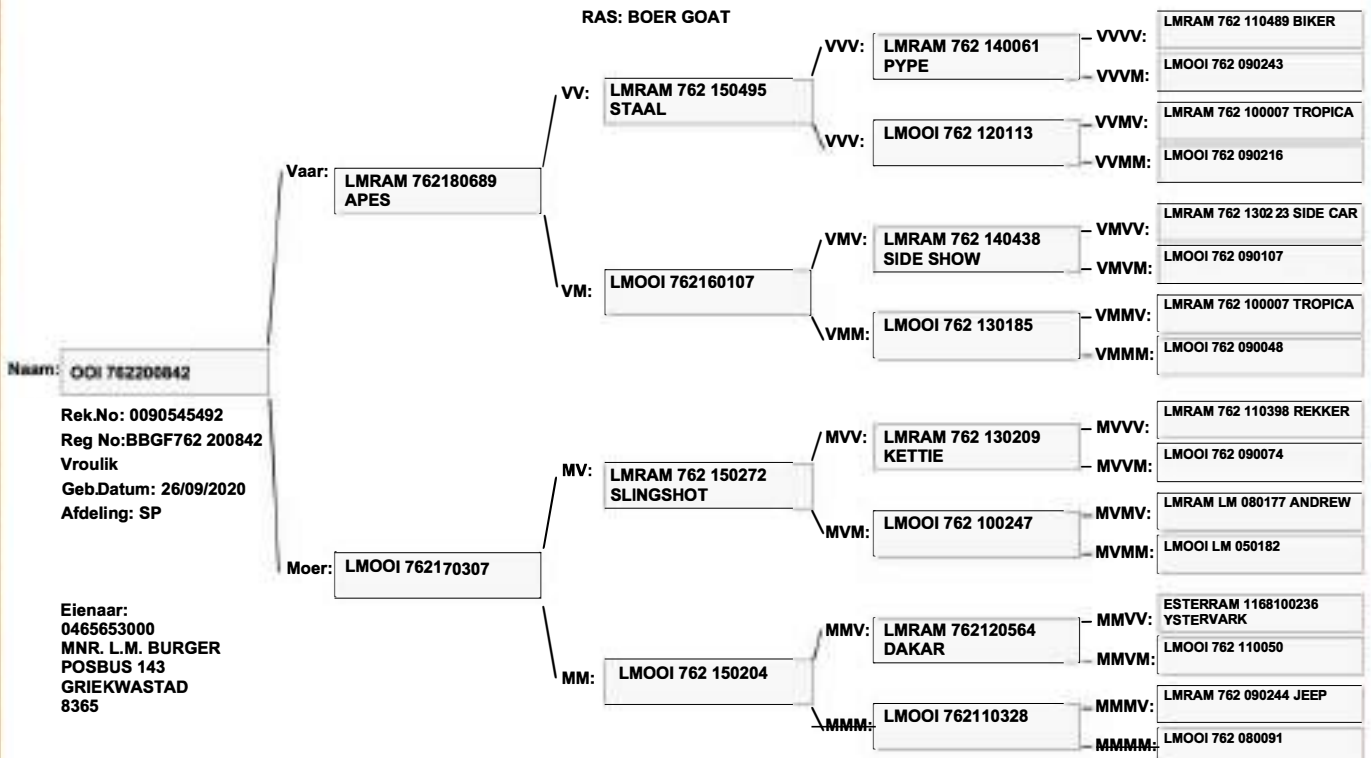 RAS: BOER GOAT
Naam:
OOI 762200842
Rek.No: 0090545492
Reg No:BBGF762 200842
Vroulik
Geb.Datum: 26/09/2020
Afdeling: SP
Eienaar:
0465653000
MNR. L.M. BURGER
POSBUS 143
GRIEKWASTAD
8365
Vaar:
LMRAM 762180689
APES
Moer:
LMOOI 762170307
VV:
LMRAM 762 150495
STAAL
VM:
LMOOI 762160107
MV:
LMRAM 762 150272
SLINGSHOT
MM:
LMOOI 762 150204
VVV:
LMRAM 762 140061
PYPE
VVV:
LMOOI 762 120113
VMV:
LMRAM 762 140438
SIDE SHOW
VMM:
LMOOI 762 130185
MVV:
LMRAM 762 130209
KETTIE
MVM:
LMOOI 762 100247
MMV:
LMRAM 762120564
DAKAR
MMM:
LMOOI 762110328
VVVV:
LMRAM 762 110489 BIKER
VVVM:
LMOOI 762 090243
VVMV:
LMRAM 762 100007 TROPICA
VVMM:
LMOOI 762 090216
VMVV:
LMRAM 762 130223 SIDE CAR
VMVM:
LMOOI 762 090107
VMMV:
LMRAM 762 100007 TROPICA
VMMM:
LMOOI 762 090048
MVVV:
LMRAM 762 110398 REKKER
MVVM:
LMOOI 762 090074
MVMV:
LMRAM LM 080177 ANDREW
MVMM:
LMOOI LM 050182
MMVV:
ESTERRAM 1168100236
YSTERVARK
MMVM:
LMOOI 762 110050
MMMV:
LMRAM 762 090244 JEEP
MMMM:
LMOOI 762 080091